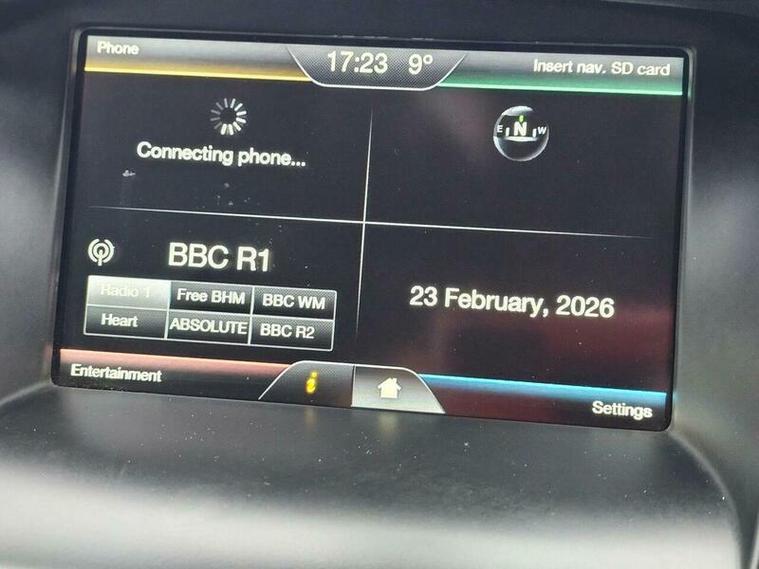 Phone
17:23 9°
Insert nav. SD card
Connecting phone...
E N W
BBC R1
Radio 1 Free BHM BBC WM
Heart ABSOLUTE BBC R2
23 February, 2026
Entertainment
i
Settings